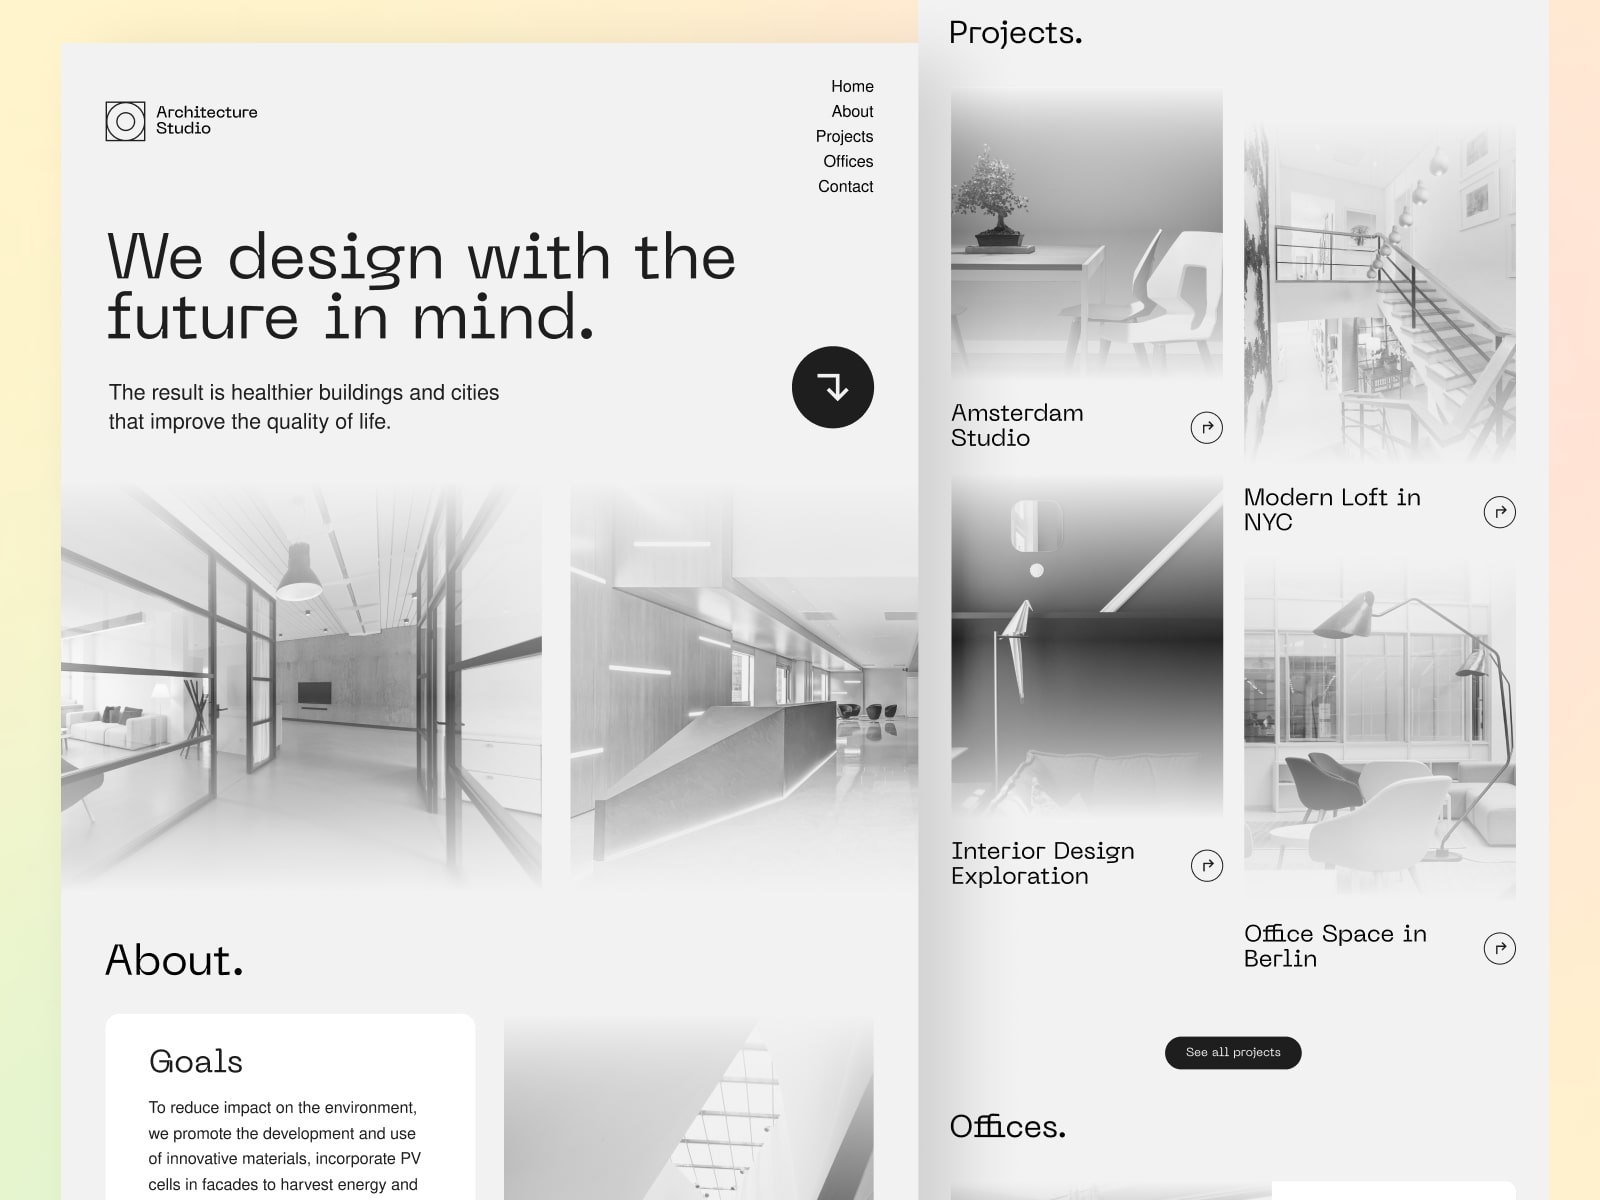 Architecture
Studio
Home
About
Projects
Offices
Contact
We design with the
future in mind.
The result is healthier buildings and cities
that improve the quality of life.
About.
Goals
To reduce impact on the environment,
we promote the development and use
of innovative materials, incorporate PV
cells in facades to harvest energy and
Projects.
Amsterdam
Studio
Modern Loft in
NYC
Interior Design
Exploration
Office Space in
Berlin
See all projects
Offices.